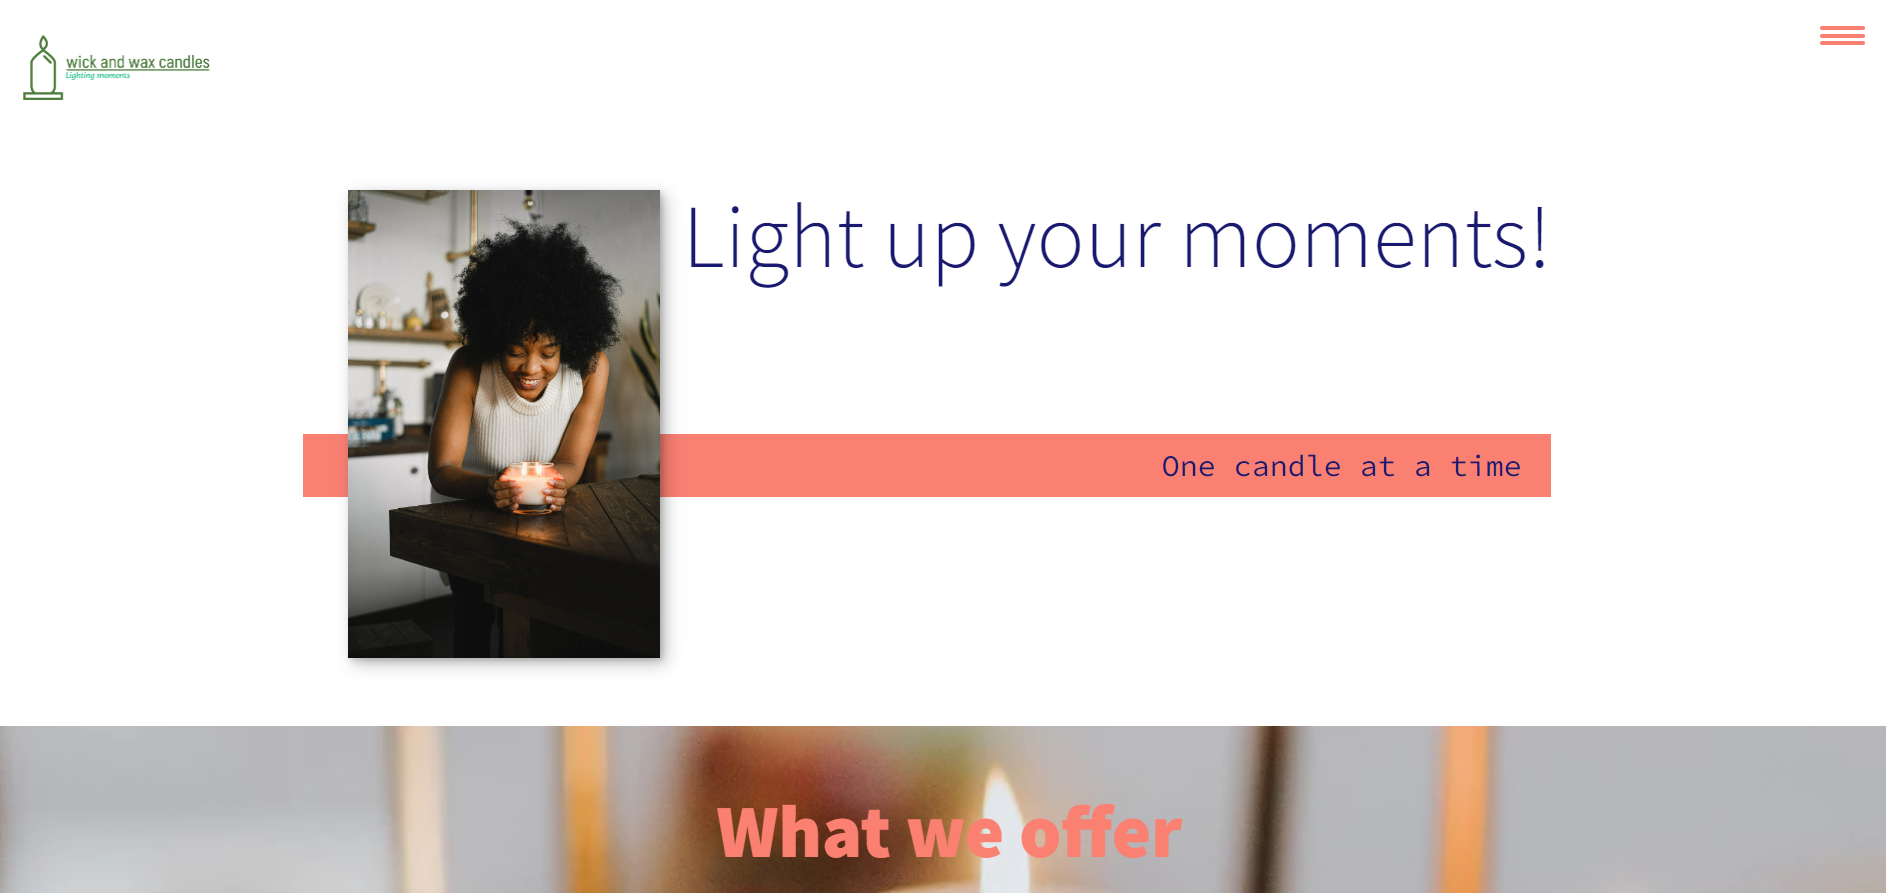 wick and wax candles
Lighting moments
Light up your moments!
One candle at a time
What we offer